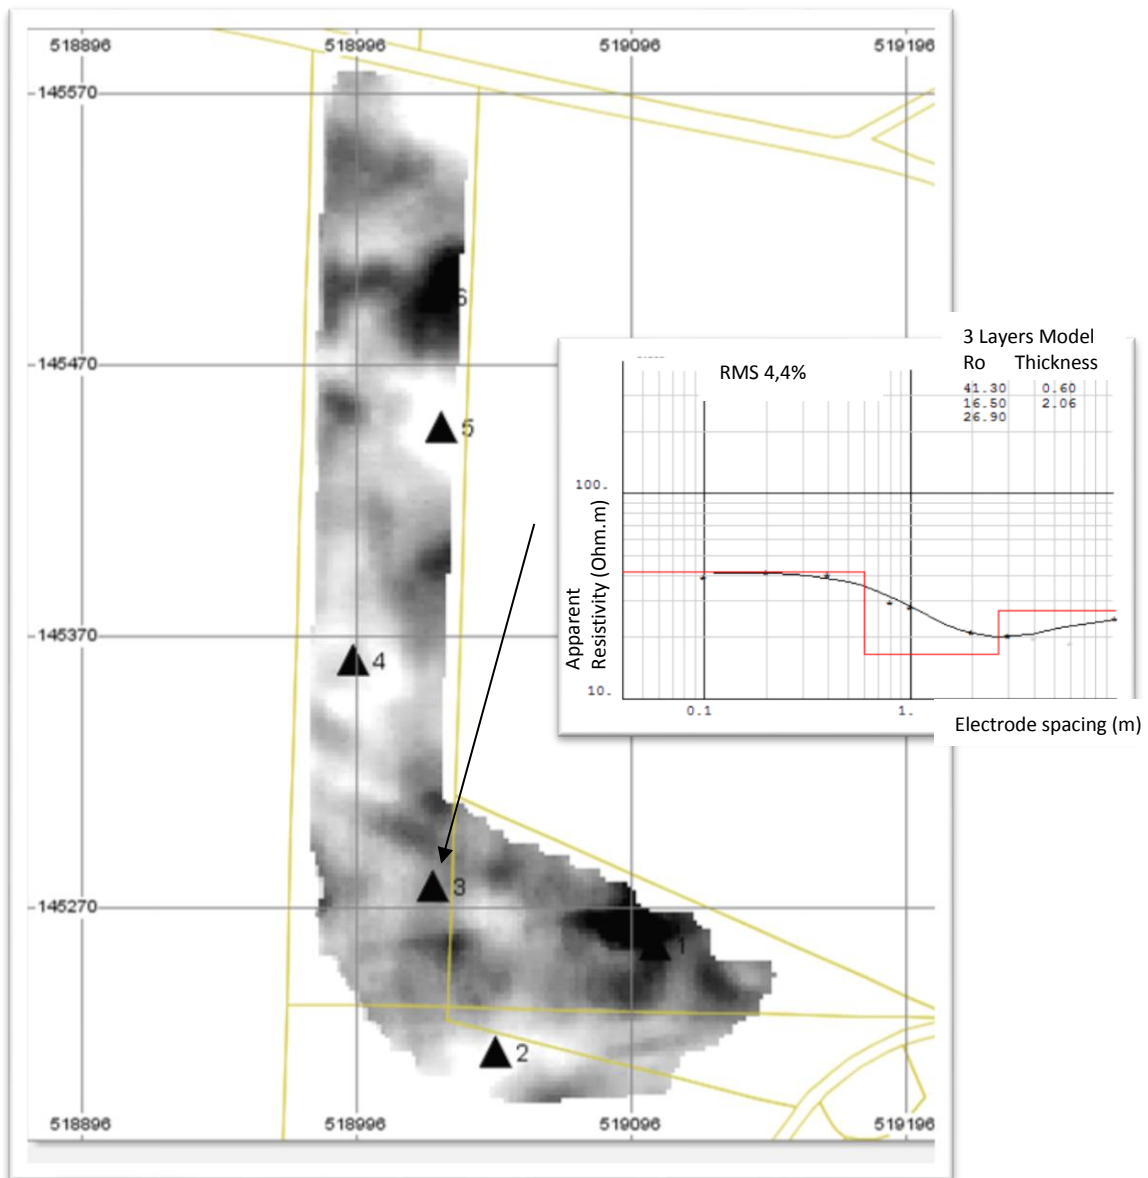 518896 518996 519096 519196
145570
6
145470
5
145370
4
3
145270
1
2
518896 518996 519096 519196
3 Layers Model
Ro Thickness
RMS 4,4%
41.30 0.60
16.50 2.06
26.90
100.
Apparent
Resistivity (Ohm.m)
10.
0.1 1.
Electrode spacing (m)